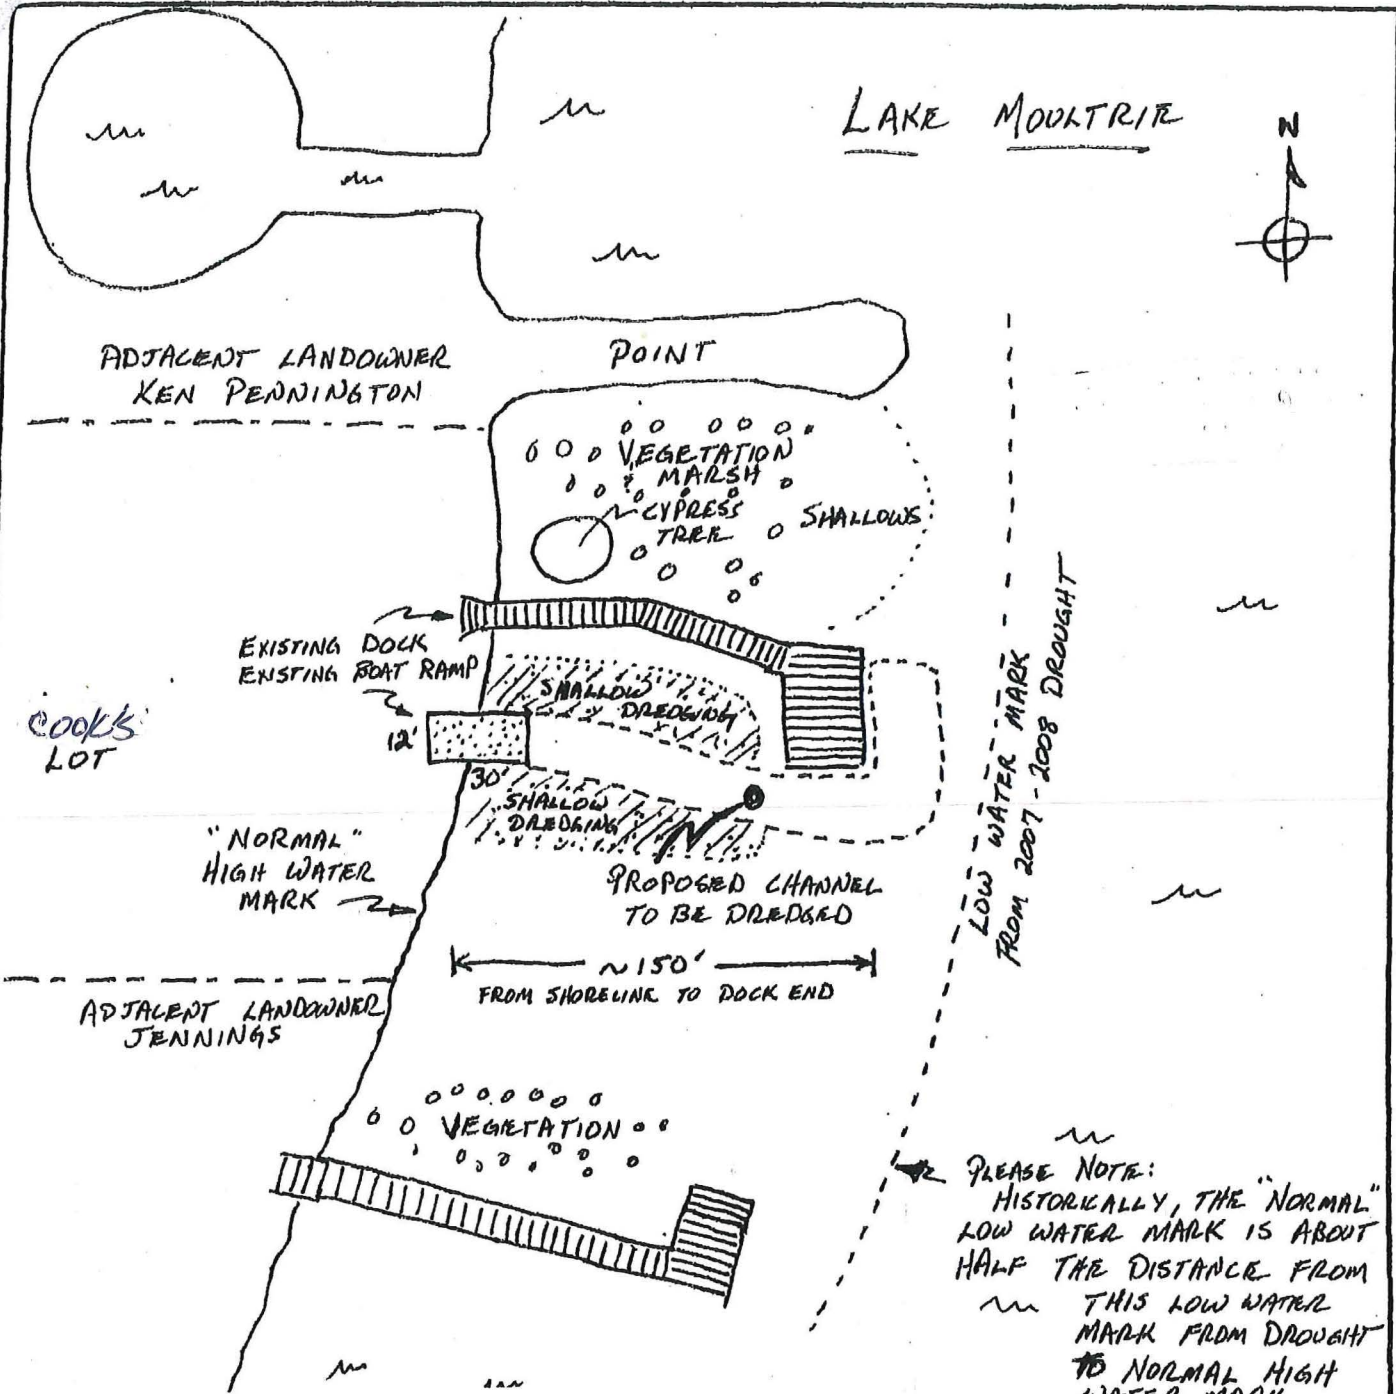 LAKE MOULTRIE
N
ADJACENT LANDOWNER
KEN PENNINGTON
POINT
VEGETATION
MARSH
CYPRESS
TREE
SHALLOWS
EXISTING DOCK
EXISTING BOAT RAMP
SHALLOW
DREDGING
COOKS
LOT
12'
30'
SHALLOW
DREDGING
"NORMAL"
HIGH WATER
MARK
PROPOSED CHANNEL
TO BE DREDGED
LOW WATER MARK
FROM 2007-2008 DROUGHT
~150'
FROM SHORELINE TO DOCK END
ADJACENT LANDOWNER
JENNINGS
VEGETATION
PLEASE NOTE:
HISTORICALLY, THE "NORMAL"
LOW WATER MARK IS ABOUT
HALF THE DISTANCE FROM
THIS LOW WATER
MARK FROM DROUGHT
TO NORMAL HIGH
WATER MARK